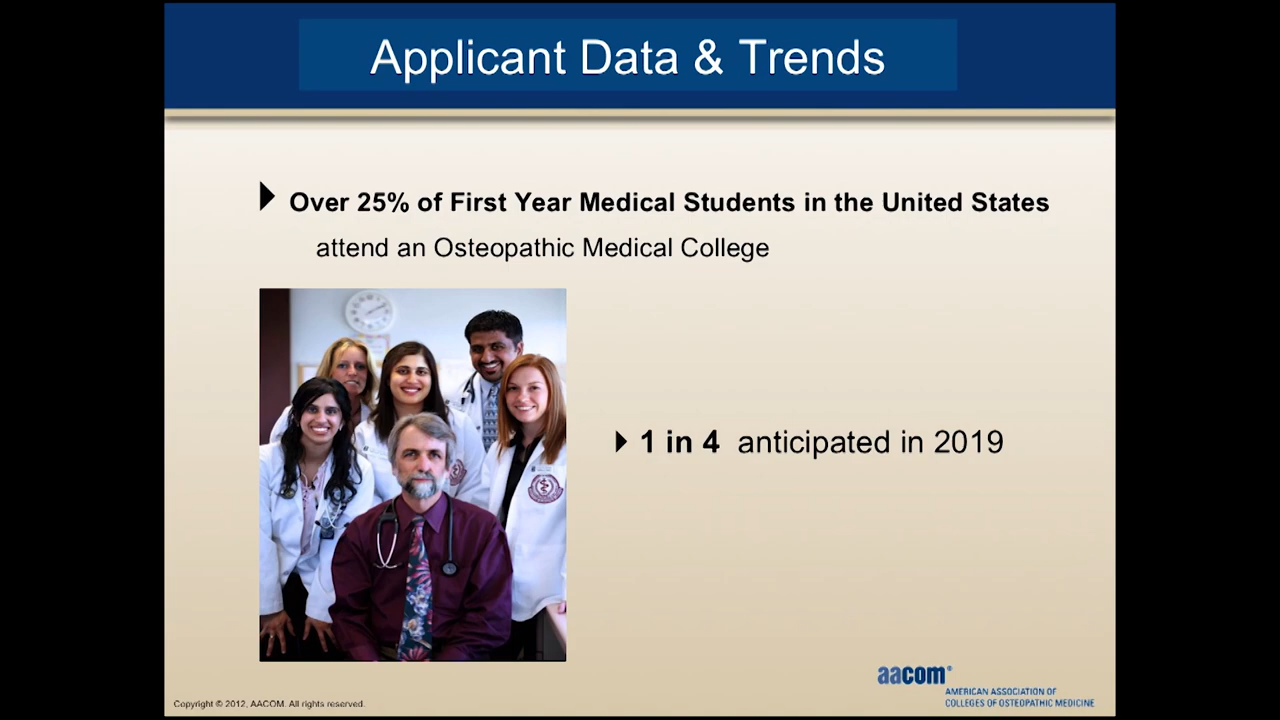 Applicant Data & Trends
Over 25% of First Year Medical Students in the United States
attend an Osteopathic Medical College
1 in 4 anticipated in 2019
aacom®
AMERICAN ASSOCIATION OF
COLLEGES OF OSTEOPATHIC MEDICINE
Copyright © 2012, AACOM. All rights reserved.